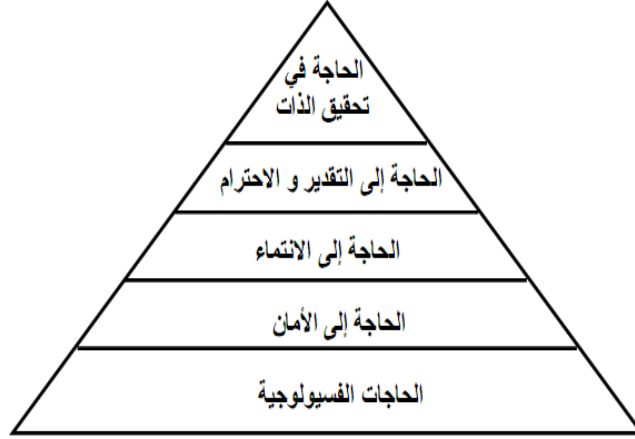 الحاجة في
تحقيق الذات
الحاجة إلى التقدير و الاحترام
الحاجة إلى الانتماء
الحاجة إلى الأمان
الحاجات الفسيولوجية